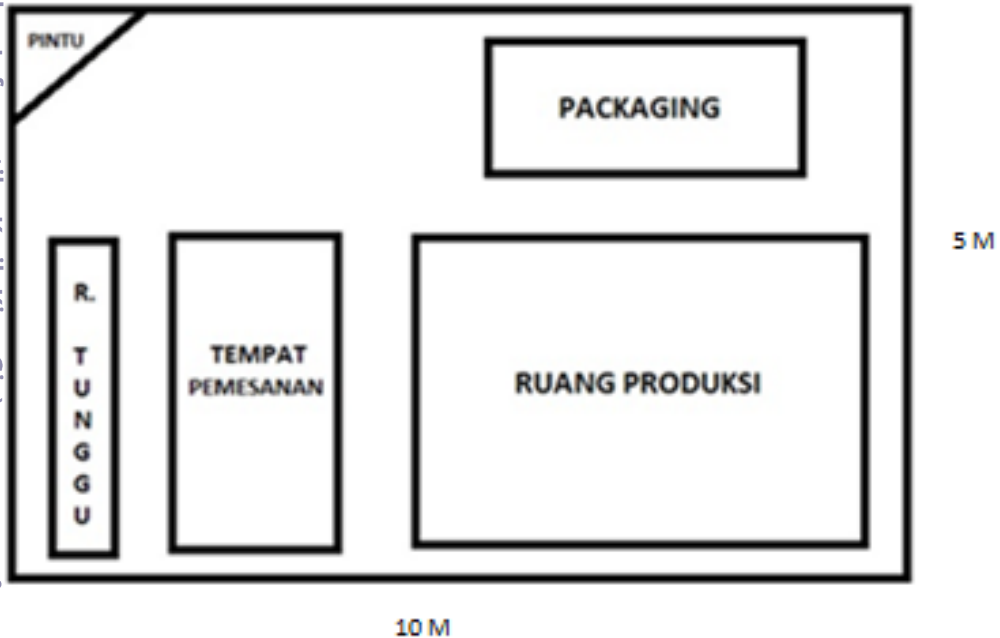 PINTU
PACKAGING
5 M
R.
T
U
N
G
G
U
TEMPAT
PEMESANAN
RUANG PRODUKSI
10 M